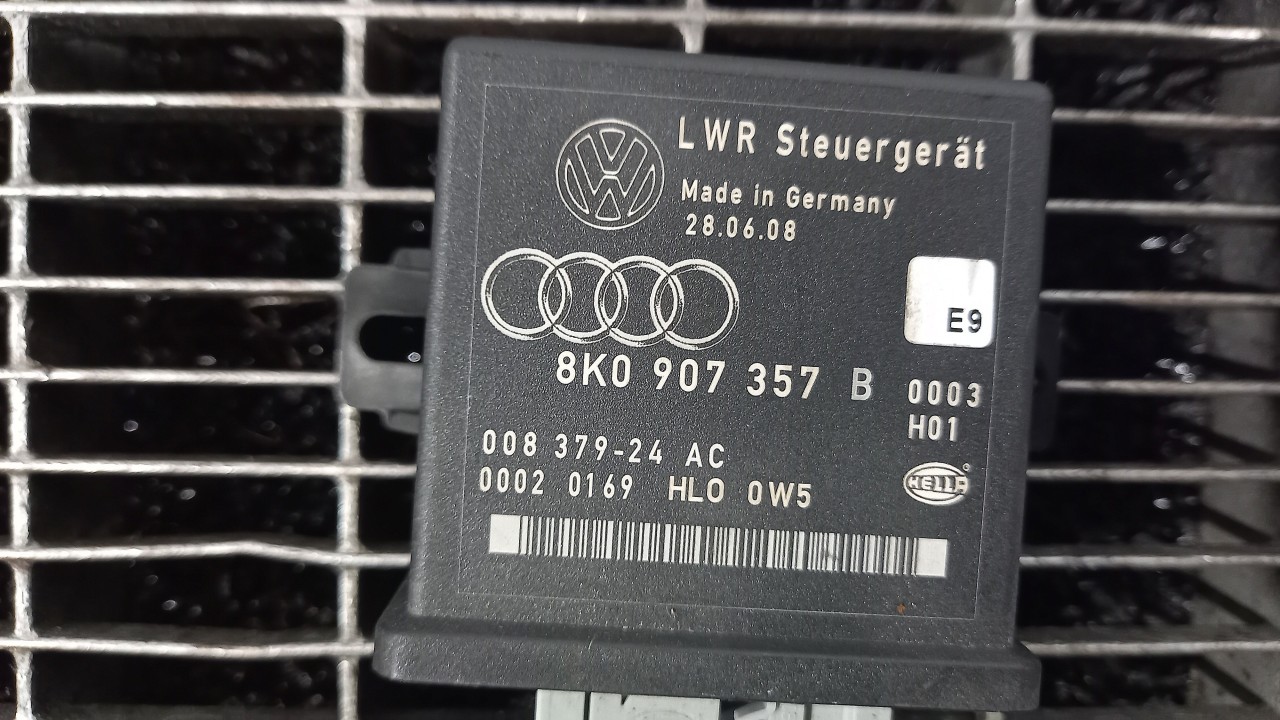 LWR Steuergerät
Made in Germany
28.06.08
E9
8K0 907 357 B 0003
H01
008 379-24 AC
0002 0169 HL0 0W5
HELLA